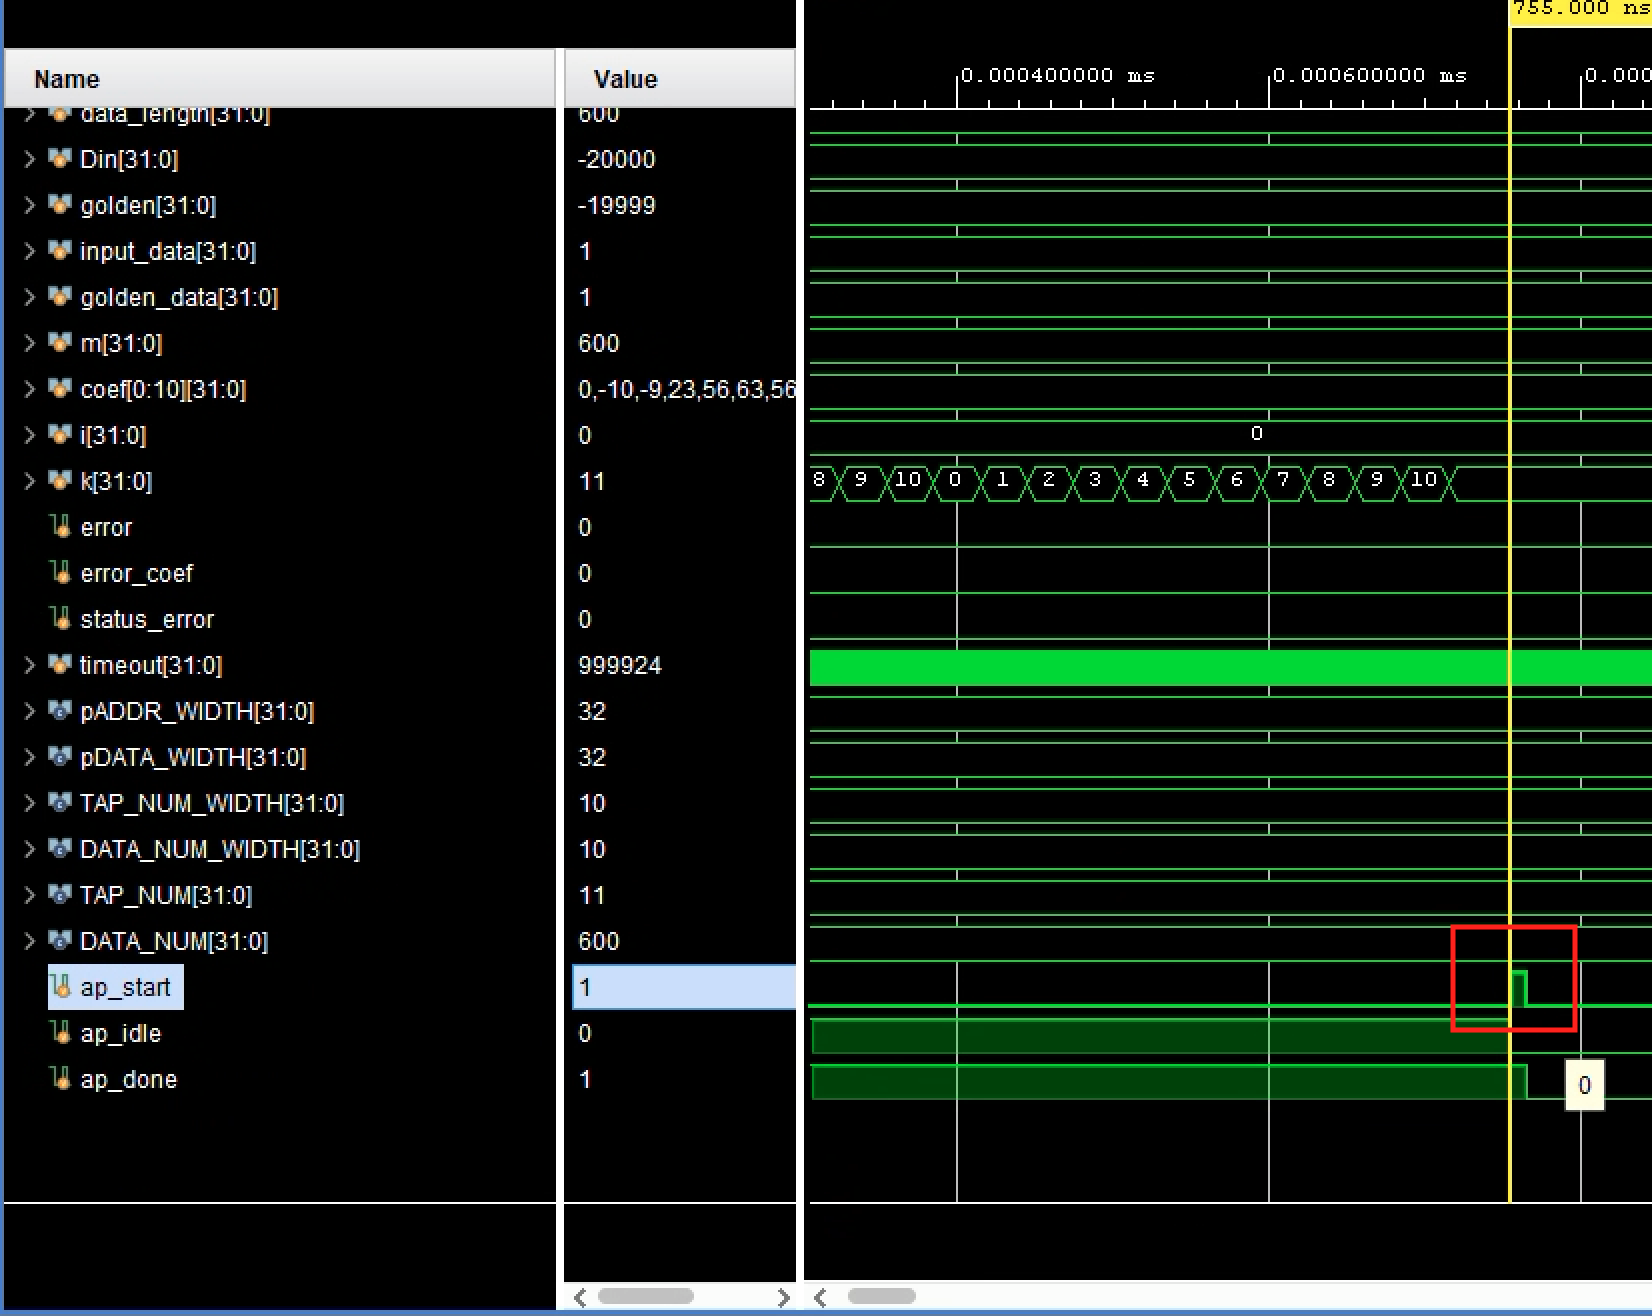 755.000 ns
Name Value 0.000400000 ms 0.000600000 ms 0.000
data_length[31:0] 600
Din[31:0] -20000
golden[31:0] -19999
input_data[31:0] 1
golden_data[31:0] 1
m[31:0] 600
coef[0:10][31:0] 0,-10,-9,23,56,63,56
i[31:0] 0 0
k[31:0] 11 8 9 10 0 1 2 3 4 5 6 7 8 9 10
error 0
error_coef 0
status_error 0
timeout[31:0] 999924
pADDR_WIDTH[31:0] 32
pDATA_WIDTH[31:0] 32
TAP_NUM_WIDTH[31:0] 10
DATA_NUM_WIDTH[31:0] 10
TAP_NUM[31:0] 11
DATA_NUM[31:0] 600
ap_start 1
ap_idle 0
ap_done 1 0